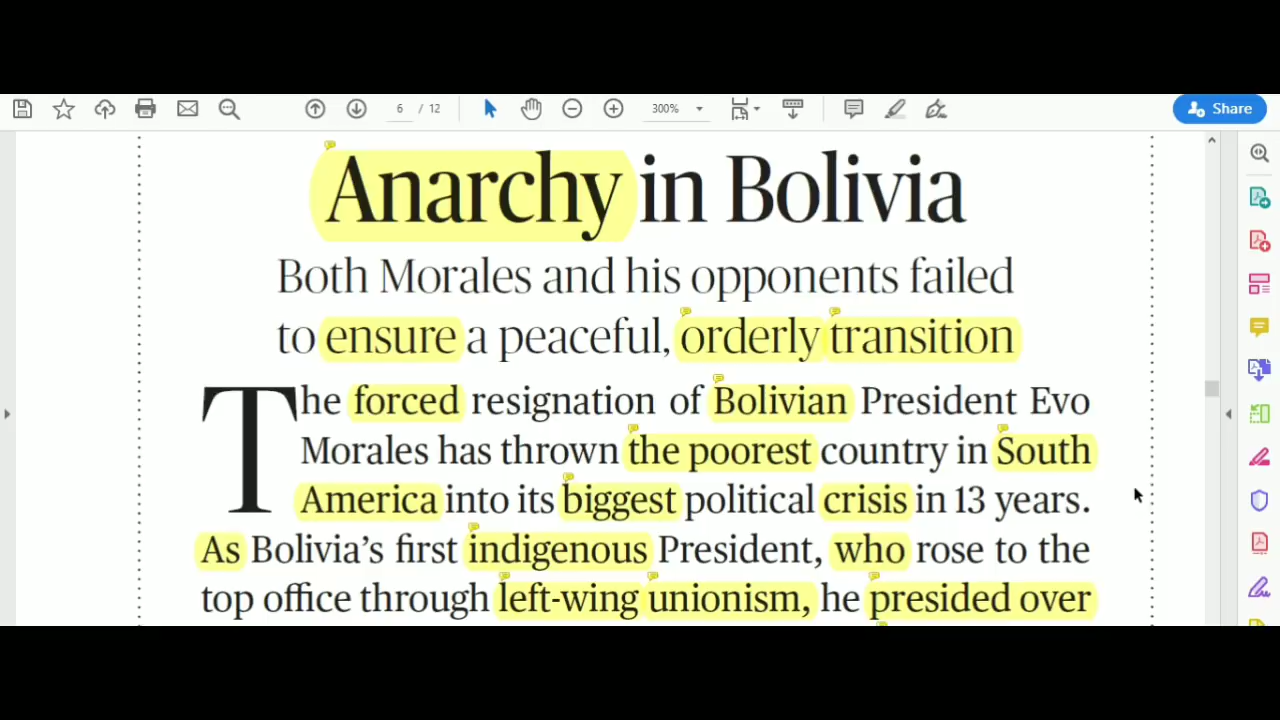 6 / 12 300% Share
Anarchy in Bolivia
Both Morales and his opponents failed
to ensure a peaceful, orderly transition
The forced resignation of Bolivian President Evo
Morales has thrown the poorest country in South
America into its biggest political crisis in 13 years.
As Bolivia’s first indigenous President, who rose to the
top office through left-wing unionism, he presided over